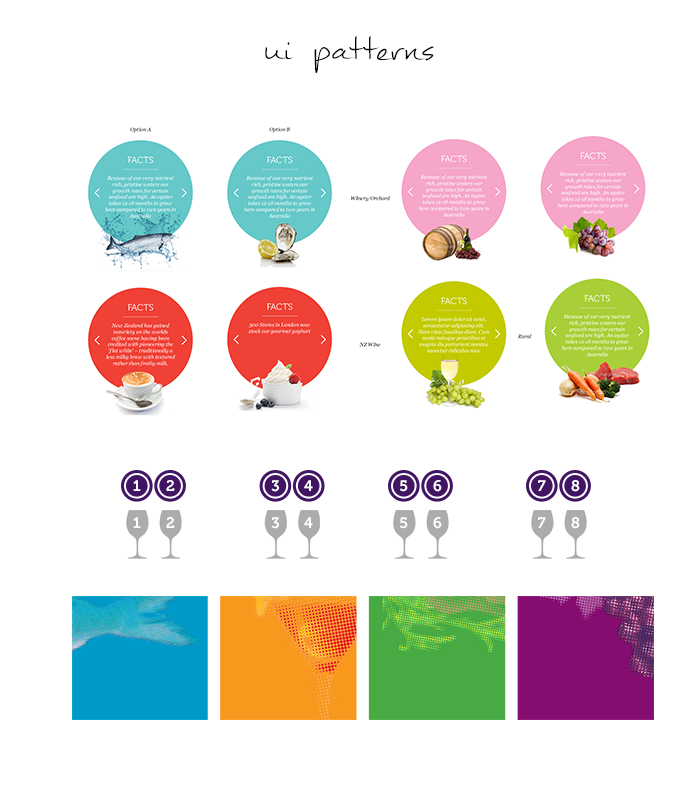 ui patterns
Option A
Option B
FACTS
Because of our very nutrient
rich, pristine waters our
growth rates for certain
seafood are high. An oyster
takes 12-18 months to grow
here compared to two years in
Australia
FACTS
Because of our very nutrient
rich, pristine waters our
growth rates for certain
seafood are high. An oyster
takes 12-18 months to grow
here compared to two years in
Australia
Winery/Orchard
FACTS
Because of our very nutrient
rich, pristine waters our
growth rates for certain
seafood are high. An oyster
takes 12-18 months to grow
here compared to two years in
Australia
FACTS
Because of our very nutrient
rich, pristine waters our
growth rates for certain
seafood are high. An oyster
takes 12-18 months to grow
here compared to two years in
Australia
FACTS
New Zealand has gained
notoriety on the worlds
coffee scene having been
credited with pioneering the
'flat white' – traditionally a
less milky brew with textured
rather than frothy milk.
FACTS
300 Stores in London now
stock our gourmet yoghurt
NZ Wine
FACTS
Lorem ipsum dolor sit amet,
consectetur adipiscing elit.
Nam vitae faucibus diam. Cum
sociis natoque penatibus et
magnis dis parturient montes,
nascetur ridiculus mus.
Rural
FACTS
Because of our very nutrient
rich, pristine waters our
growth rates for certain
seafood are high. An oyster
takes 12-18 months to grow
here compared to two years in
Australia
1 2 3 4 5 6 7 8
1 2 3 4 5 6 7 8